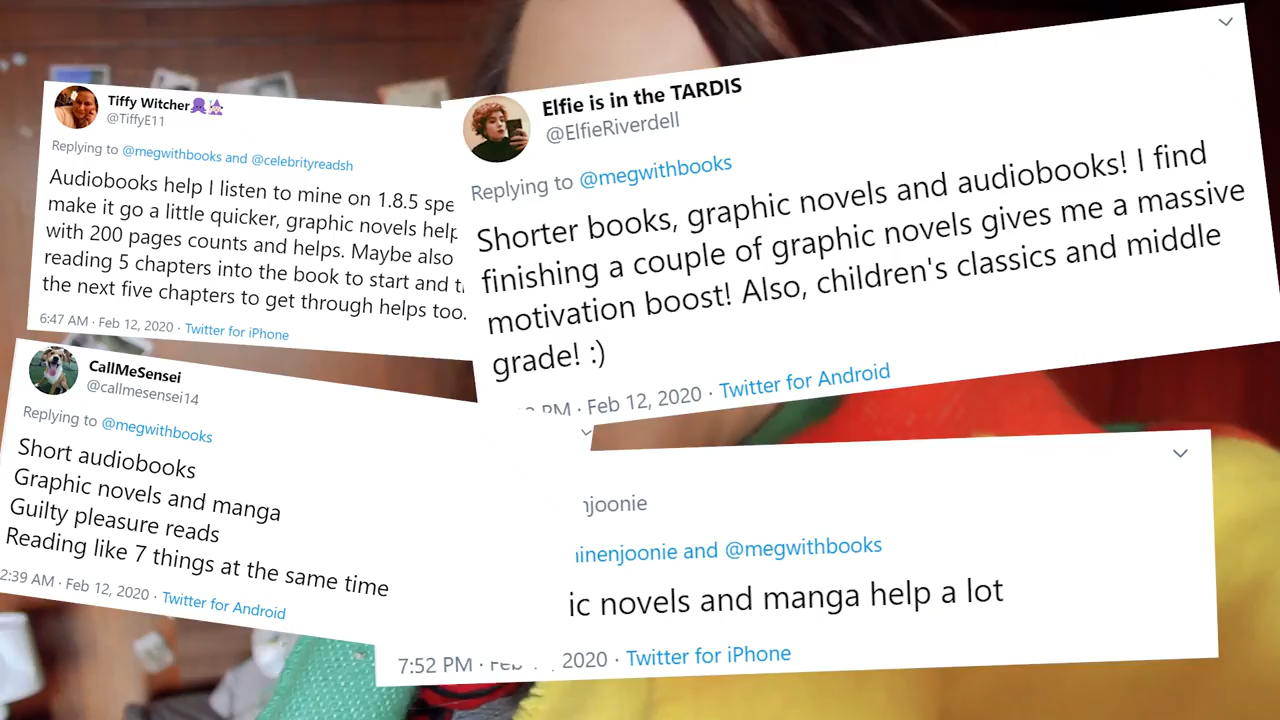 Tiffy Witcher
@TiffyE11
Replying to @megwithbooks and @celebrityreadsh
Audiobooks help I listen to mine on 1.8.5 spe
make it go a little quicker, graphic novels help
with 200 pages counts and helps. Maybe also
reading 5 chapters into the book to start and
the next five chapters to get through helps too.
6:47 AM · Feb 12, 2020 · Twitter for iPhone
Elfie is in the TARDIS
@ElfieRiverdell
Replying to @megwithbooks
Shorter books, graphic novels and audiobooks! I find
finishing a couple of graphic novels gives me a massive
motivation boost! Also, children's classics and middle
grade! :)
PM · Feb 12, 2020 · Twitter for Android
CallMeSensei
@callmesensei14
Replying to @megwithbooks
Short audiobooks
Graphic novels and manga
Guilty pleasure reads
Reading like 7 things at the same time
2:39 AM · Feb 12, 2020 · Twitter for Android
njoonie
inenjoonie and @megwithbooks
ic novels and manga help a lot
7:52 PM · Feb 2020 · Twitter for iPhone